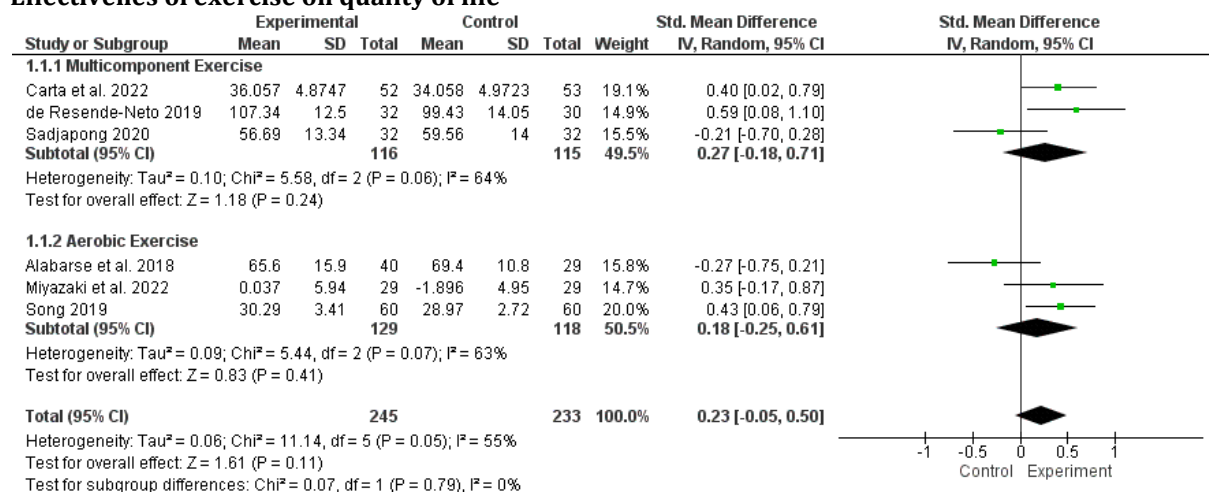 Effectivenes of exercise on quality of life
Experimental Control Std. Mean Difference Std. Mean Difference
Study or Subgroup Mean SD Total Mean SD Total Weight IV, Random, 95% CI IV, Random, 95% CI
1.1.1 Multicomponent Exercise
Carta et al. 2022 36.057 4.8747 52 34.058 4.9723 53 19.1% 0.40 [0.02, 0.79]
de Resende-Neto 2019 107.34 12.5 32 99.43 14.05 30 14.9% 0.59 [0.08, 1.10]
Sadjapong 2020 56.69 13.34 32 59.56 14 32 15.5% -0.21 [-0.70, 0.28]
Subtotal (95% CI) 116 115 49.5% 0.27 [-0.18, 0.71]
Heterogeneity: Tau² = 0.10; Chi² = 5.58, df = 2 (P = 0.06); I² = 64%
Test for overall effect: Z = 1.18 (P = 0.24)
1.1.2 Aerobic Exercise
Alabarse et al. 2018 65.6 15.9 40 69.4 10.8 29 15.8% -0.27 [-0.75, 0.21]
Miyazaki et al. 2022 0.037 5.94 29 -1.896 4.95 29 14.7% 0.35 [-0.17, 0.87]
Song 2019 30.29 3.41 60 28.97 2.72 60 20.0% 0.43 [0.06, 0.79]
Subtotal (95% CI) 129 118 50.5% 0.18 [-0.25, 0.61]
Heterogeneity: Tau² = 0.09; Chi² = 5.44, df = 2 (P = 0.07); I² = 63%
Test for overall effect: Z = 0.83 (P = 0.41)
Total (95% CI) 245 233 100.0% 0.23 [-0.05, 0.50]
Heterogeneity: Tau² = 0.06; Chi² = 11.14, df = 5 (P = 0.05); I² = 55%
Test for overall effect: Z = 1.61 (P = 0.11)
Test for subgroup differences: Chi² = 0.07, df = 1 (P = 0.79), I² = 0%
-1 -0.5 0 0.5 1
Control Experiment